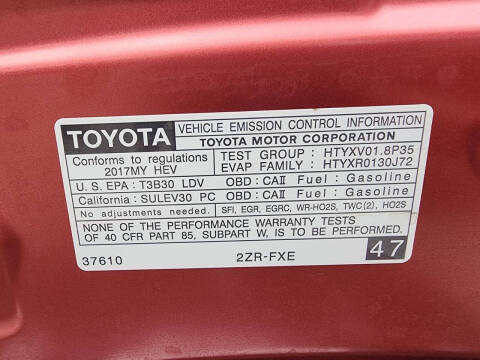 TOYOTA VEHICLE EMISSION CONTROL INFORMATION
TOYOTA MOTOR CORPORATION
Conforms to regulations TEST GROUP : HTYXV01.8P35
2017MY HEV EVAP FAMILY : HTYXR0130J72
U.S. EPA : T3B30 LDV OBD : CAII Fuel : Gasoline
California : SULEV30 PC OBD : CAII Fuel : Gasoline
No adjustments needed. SFI, EGR, EGRC, WR-HO2S, TWC(2), HO2S
NONE OF THE PERFORMANCE WARRANTY TESTS
OF 40 CFR PART 85, SUBPART W, IS TO BE PERFORMED.
37610 2ZR-FXE 47